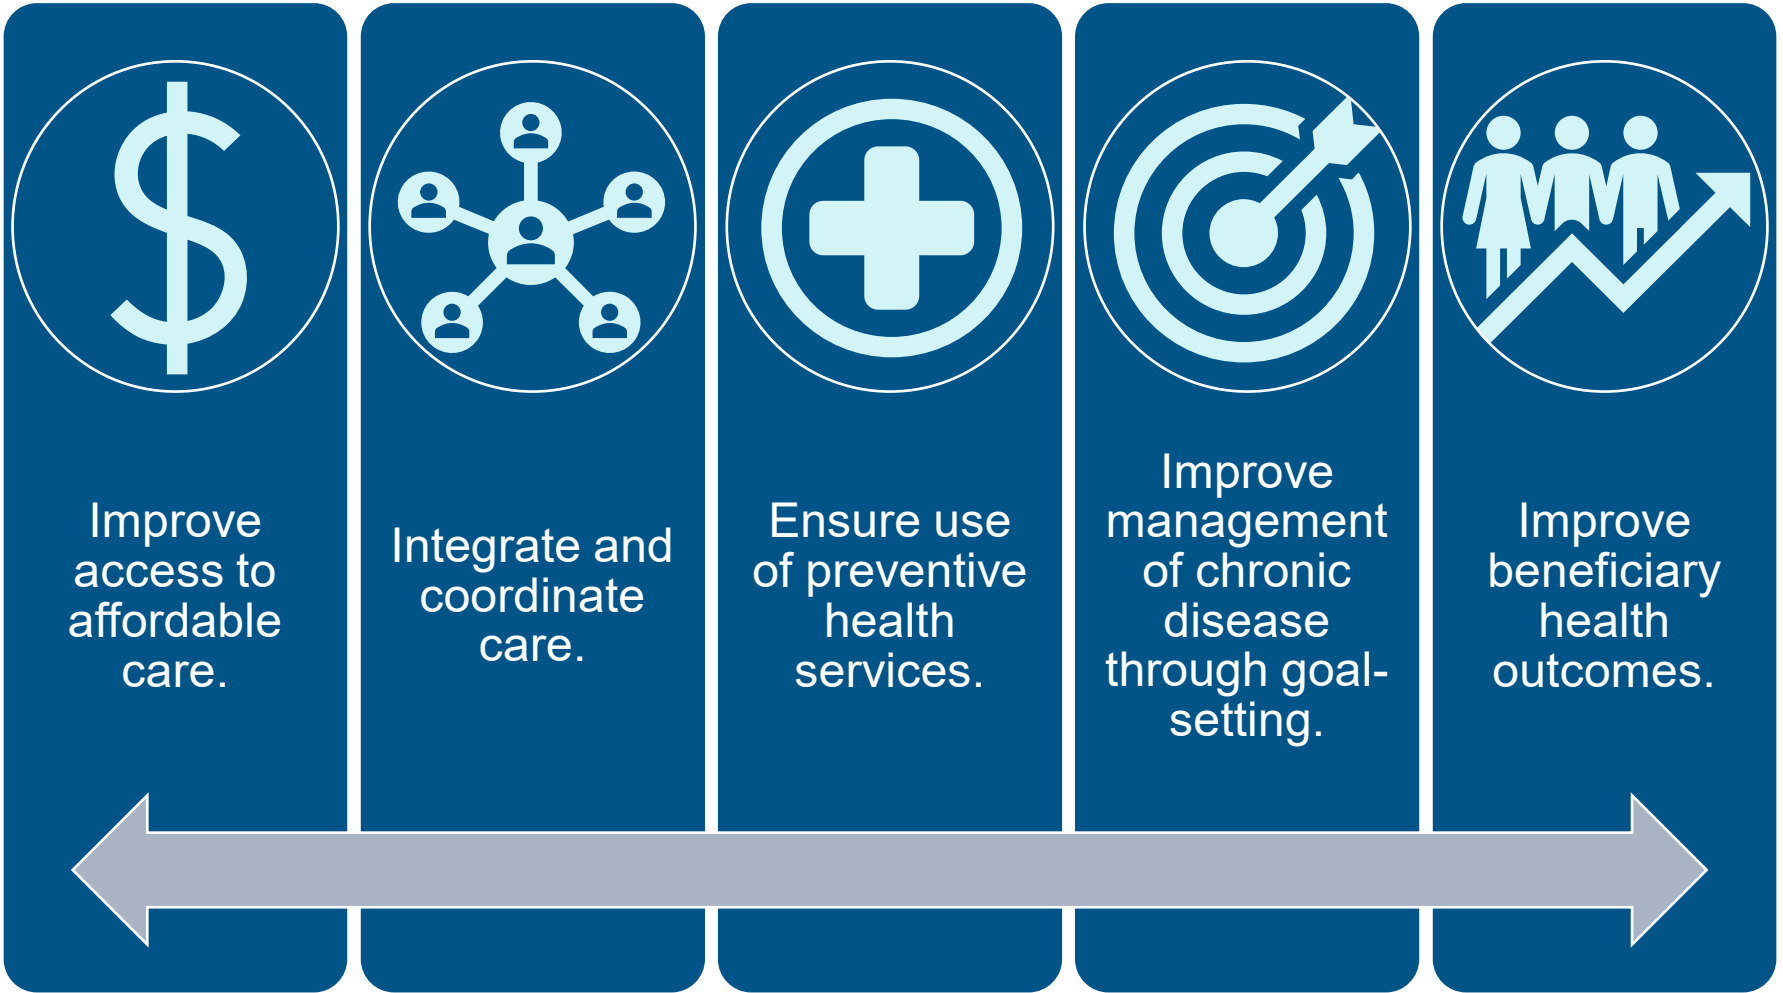 Improve
access to
affordable
care.
Integrate and
coordinate
care.
Ensure use
of preventive
health
services.
Improve
management
of chronic
disease
through goal-
setting.
Improve
beneficiary
health
outcomes.